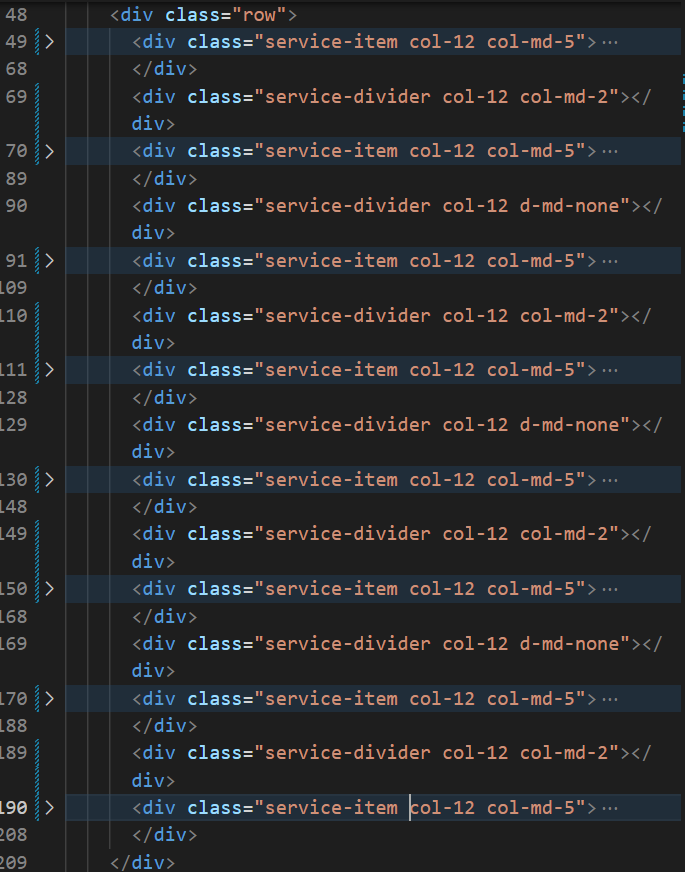 48 <div class="row">
49 > <div class="service-item col-12 col-md-5">···
68 </div>
69 <div class="service-divider col-12 col-md-2"></
div>
70 > <div class="service-item col-12 col-md-5">···
89 </div>
90 <div class="service-divider col-12 d-md-none"></
div>
91 > <div class="service-item col-12 col-md-5">···
109 </div>
110 <div class="service-divider col-12 col-md-2"></
div>
111 > <div class="service-item col-12 col-md-5">···
128 </div>
129 <div class="service-divider col-12 d-md-none"></
div>
130 > <div class="service-item col-12 col-md-5">···
148 </div>
149 <div class="service-divider col-12 col-md-2"></
div>
150 > <div class="service-item col-12 col-md-5">···
168 </div>
169 <div class="service-divider col-12 d-md-none"></
div>
170 > <div class="service-item col-12 col-md-5">···
188 </div>
189 <div class="service-divider col-12 col-md-2"></
div>
190 > <div class="service-item col-12 col-md-5">···
208 </div>
209 </div>